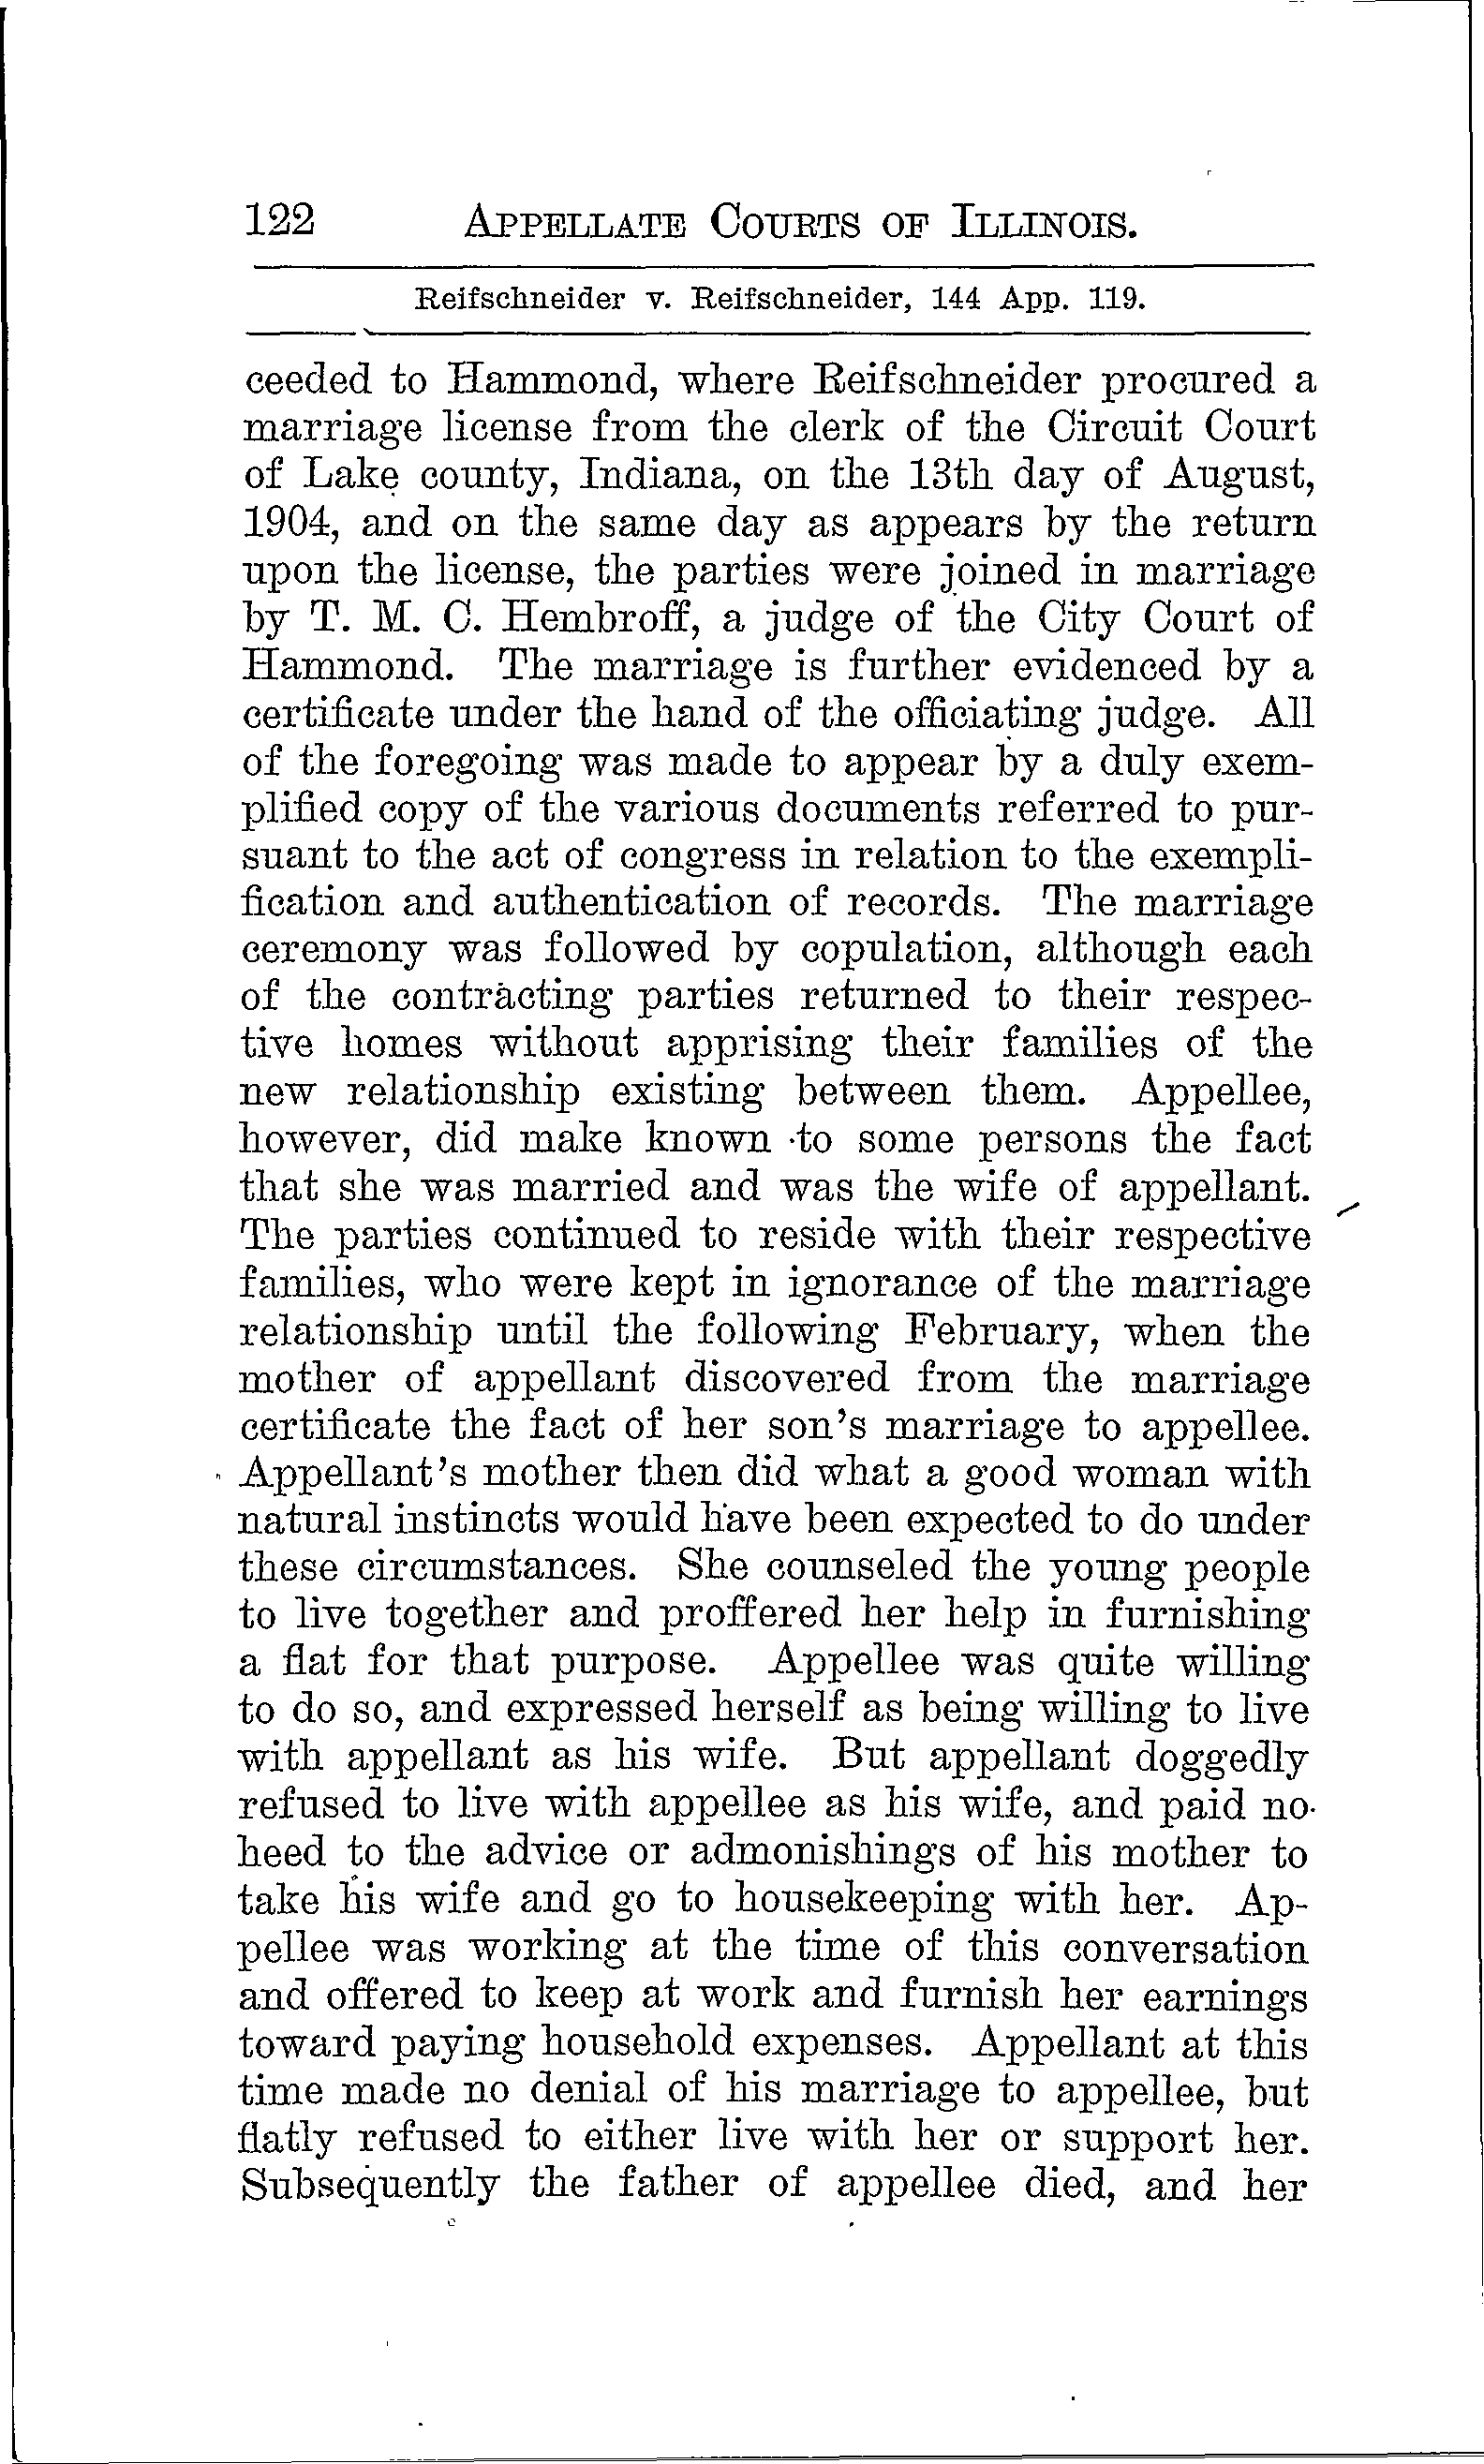 122 APPELLATE COURTS OF ILLINOIS.
Reifschneider v. Reifschneider, 144 App. 119.
ceeded to Hammond, where Reifschneider procured a
marriage license from the clerk of the Circuit Court
of Lake county, Indiana, on the 13th day of August,
1904, and on the same day as appears by the return
upon the license, the parties were joined in marriage
by T. M. C. Hembroff, a judge of the City Court of
Hammond. The marriage is further evidenced by a
certificate under the hand of the officiating judge. All
of the foregoing was made to appear by a duly exem-
plified copy of the various documents referred to pur-
suant to the act of congress in relation to the exempli-
fication and authentication of records. The marriage
ceremony was followed by copulation, although each
of the contracting parties returned to their respec-
tive homes without apprising their families of the
new relationship existing between them. Appellee,
however, did make known to some persons the fact
that she was married and was the wife of appellant.
The parties continued to reside with their respective
families, who were kept in ignorance of the marriage
relationship until the following February, when the
mother of appellant discovered from the marriage
certificate the fact of her son's marriage to appellee.
Appellant's mother then did what a good woman with
natural instincts would have been expected to do under
these circumstances. She counseled the young people
to live together and proffered her help in furnishing
a flat for that purpose. Appellee was quite willing
to do so, and expressed herself as being willing to live
with appellant as his wife. But appellant doggedly
refused to live with appellee as his wife, and paid no
heed to the advice or admonishings of his mother to
take his wife and go to housekeeping with her. Ap-
pellee was working at the time of this conversation
and offered to keep at work and furnish her earnings
toward paying household expenses. Appellant at this
time made no denial of his marriage to appellee, but
flatly refused to either live with her or support her.
Subsequently the father of appellee died, and her